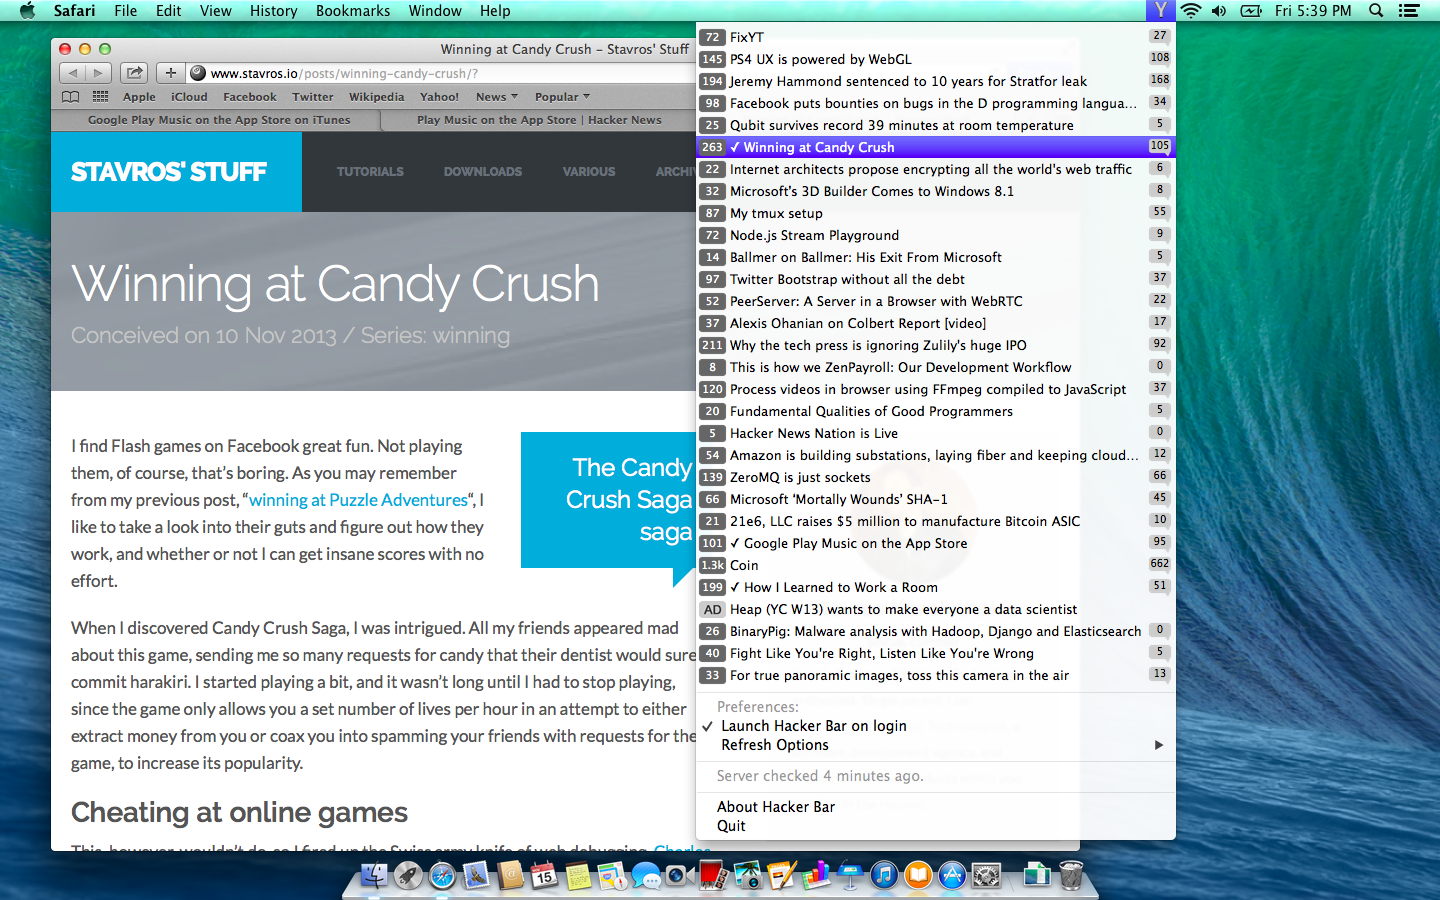 Safari File Edit View History Bookmarks Window Help
Y Fri 5:39 PM
Winning at Candy Crush – Stavros' Stuff
www.stavros.io/posts/winning-candy-crush/?
Apple iCloud Facebook Twitter Wikipedia Yahoo! News Popular
Google Play Music on the App Store on iTunes
Play Music on the App Store | Hacker News
STAVROS' STUFF
TUTORIALS DOWNLOADS VARIOUS ARCHIV
Winning at Candy Crush
Conceived on 10 Nov 2013 / Series: winning
I find Flash games on Facebook great fun. Not playing
them, of course, that's boring. As you may remember
from my previous post, “winning at Puzzle Adventures“, I
like to take a look into their guts and figure out how they
work, and whether or not I can get insane scores with no
effort.
The Candy
Crush Saga
saga
When I discovered Candy Crush Saga, I was intrigued. All my friends appeared mad
about this game, sending me so many requests for candy that their dentist would sure
commit harakiri. I started playing a bit, and it wasn't long until I had to stop playing,
since the game only allows you a set number of lives per hour in an attempt to either
extract money from you or coax you into spamming your friends with requests for the
game, to increase its popularity.
Cheating at online games
This, however, wouldn't do, so I fired up the Swiss army knife of web debugging, Charles
72 FixYT 27
145 PS4 UX is powered by WebGL 108
194 Jeremy Hammond sentenced to 10 years for Stratfor leak 168
98 Facebook puts bounties on bugs in the D programming langua... 34
25 Qubit survives record 39 minutes at room temperature 5
263 ✓ Winning at Candy Crush 105
22 Internet architects propose encrypting all the world's web traffic 6
32 Microsoft's 3D Builder Comes to Windows 8.1 8
87 My tmux setup 55
72 Node.js Stream Playground 9
14 Ballmer on Ballmer: His Exit From Microsoft 5
97 Twitter Bootstrap without all the debt 37
52 PeerServer: A Server in a Browser with WebRTC 22
37 Alexis Ohanian on Colbert Report [video] 17
211 Why the tech press is ignoring Zulily's huge IPO 92
8 This is how we ZenPayroll: Our Development Workflow 0
120 Process videos in browser using FFmpeg compiled to JavaScript 37
20 Fundamental Qualities of Good Programmers 5
5 Hacker News Nation is Live 0
54 Amazon is building substations, laying fiber and keeping cloud... 12
139 ZeroMQ is just sockets 66
66 Microsoft ‘Mortally Wounds’ SHA-1 45
21 21e6, LLC raises $5 million to manufacture Bitcoin ASIC 10
101 ✓ Google Play Music on the App Store 95
1.3k Coin 662
199 ✓ How I Learned to Work a Room 51
AD Heap (YC W13) wants to make everyone a data scientist
26 BinaryPig: Malware analysis with Hadoop, Django and Elasticsearch 0
40 Fight Like You're Right, Listen Like You're Wrong 5
33 For true panoramic images, toss this camera in the air 13
Preferences:
✓ Launch Hacker Bar on login
Refresh Options
Server checked 4 minutes ago.
About Hacker Bar
Quit
15